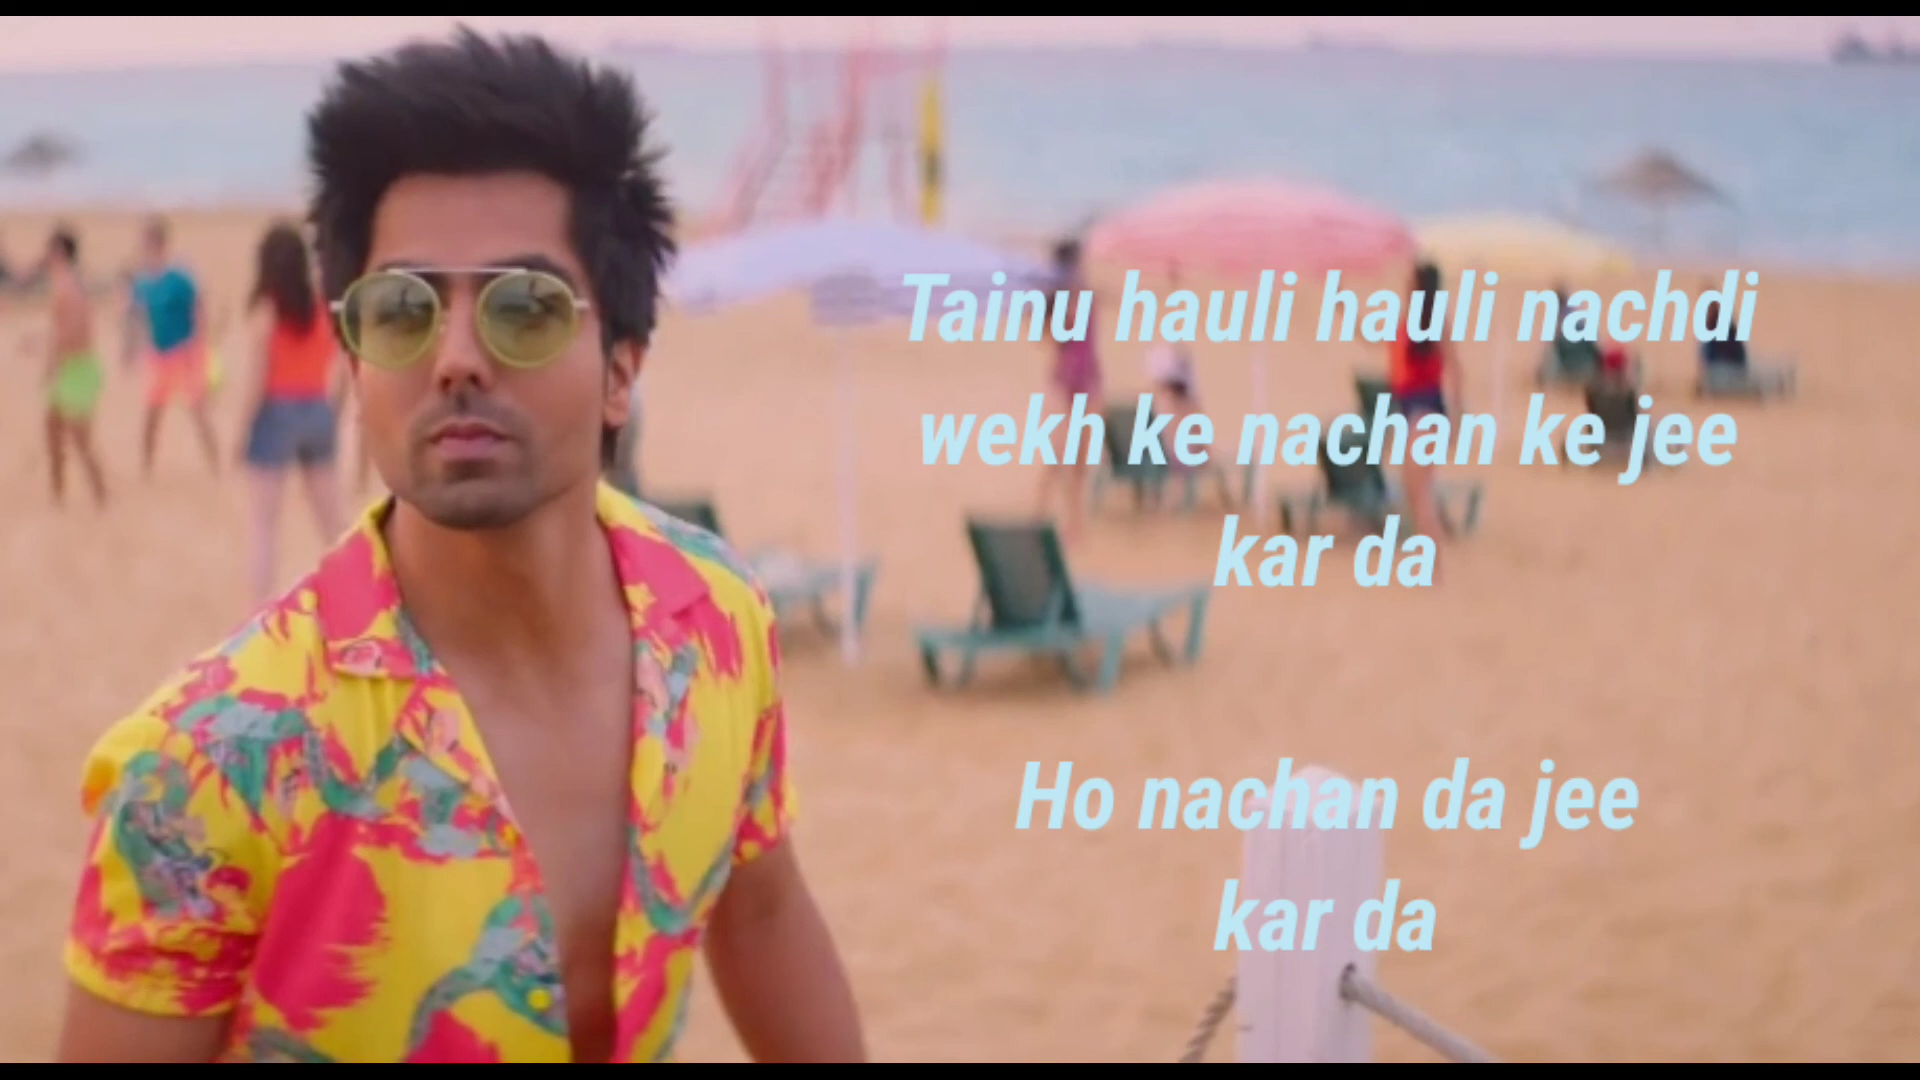 Tainu hauli hauli nachdi
wekh ke nachan ke jee
kar da
Ho nachan da jee
kar da